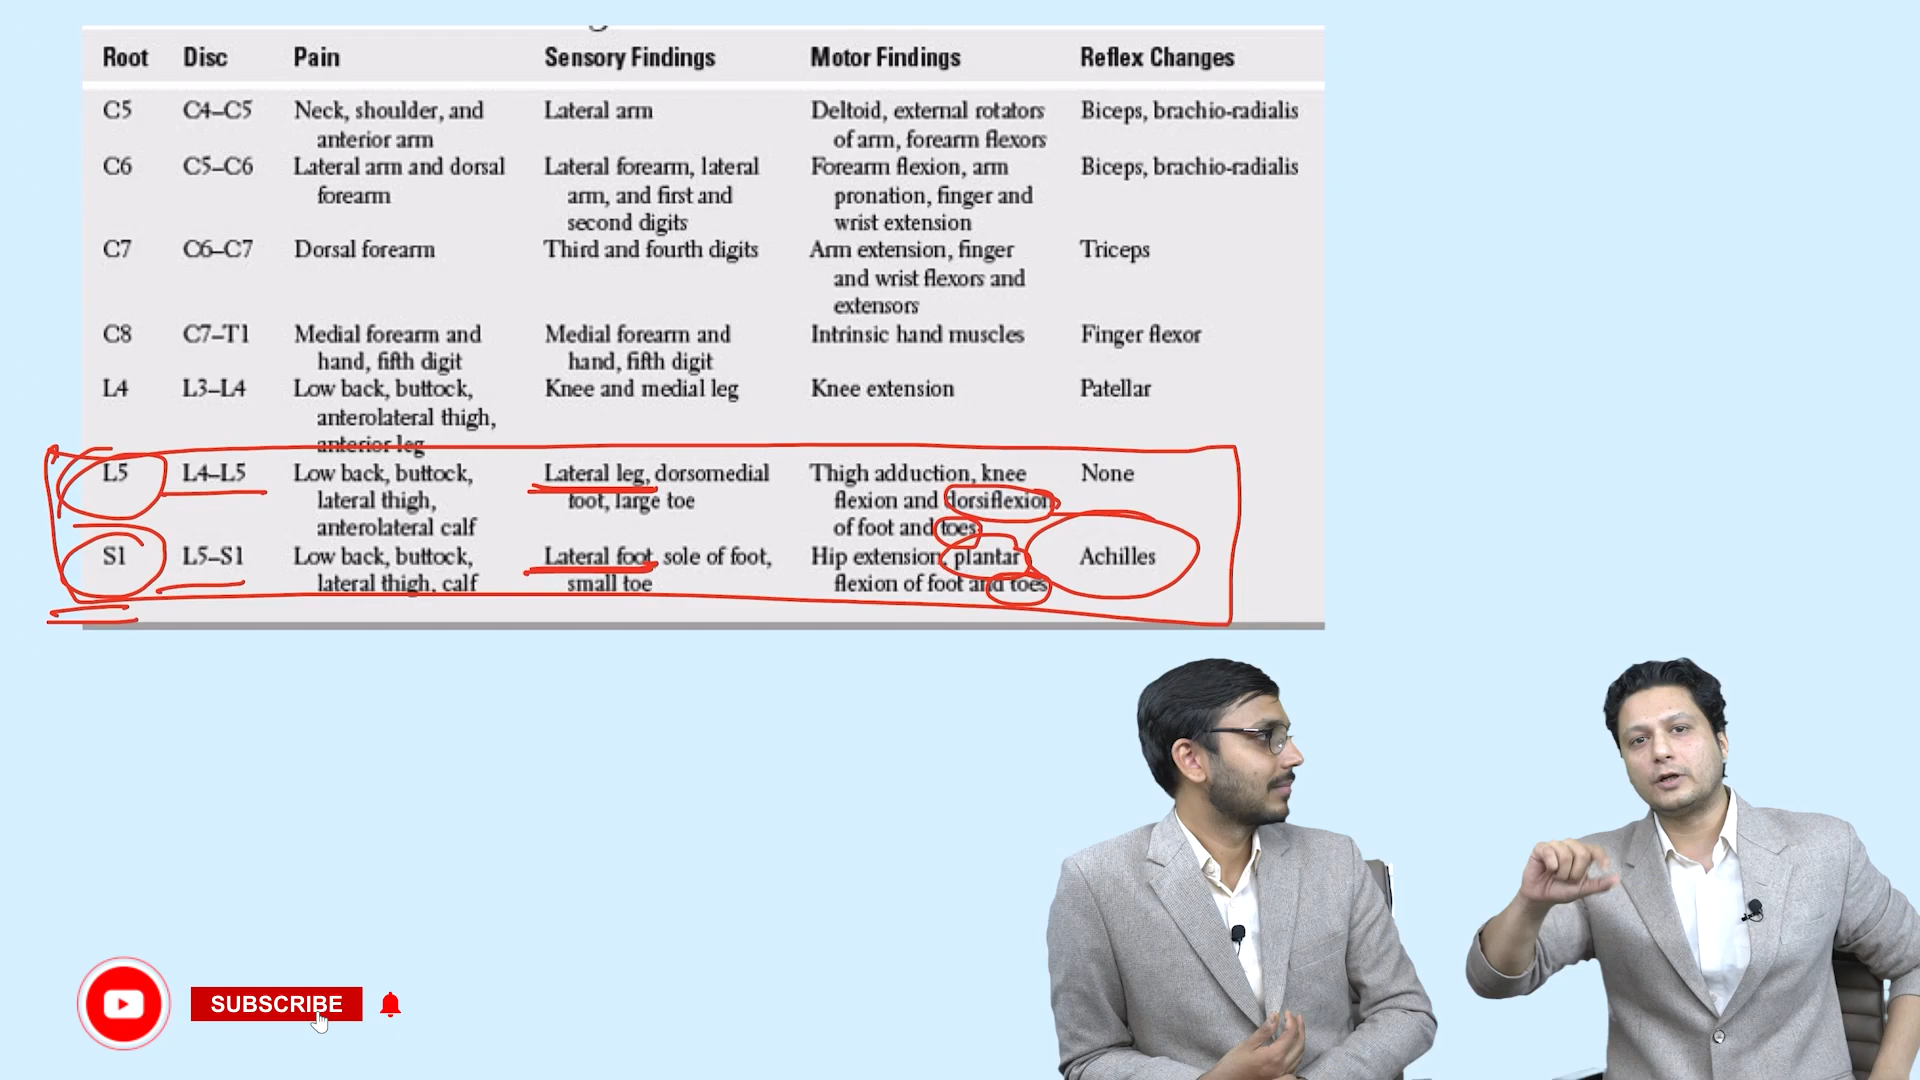 Root Disc Pain Sensory Findings Motor Findings Reflex Changes
C5 C4–C5 Neck, shoulder, and Lateral arm Deltoid, external rotators Biceps, brachio-radialis
anterior arm of arm, forearm flexors
C6 C5–C6 Lateral arm and dorsal Lateral forearm, lateral Forearm flexion, arm Biceps, brachio-radialis
forearm arm, and first and pronation, finger and
second digits wrist extension
C7 C6–C7 Dorsal forearm Third and fourth digits Arm extension, finger Triceps
and wrist flexors and
extensors
C8 C7–T1 Medial forearm and Medial forearm and Intrinsic hand muscles Finger flexor
hand, fifth digit hand, fifth digit
L4 L3–L4 Low back, buttock, Knee and medial leg Knee extension Patellar
anterolateral thigh,
anterior leg
L5 L4–L5 Low back, buttock, Lateral leg, dorsomedial Thigh adduction, knee None
lateral thigh, foot, large toe flexion and dorsiflexion
anterolateral calf of foot and toes
S1 L5–S1 Low back, buttock, Lateral foot, sole of foot, Hip extension, plantar Achilles
lateral thigh, calf small toe flexion of foot and toes
SUBSCRIBE